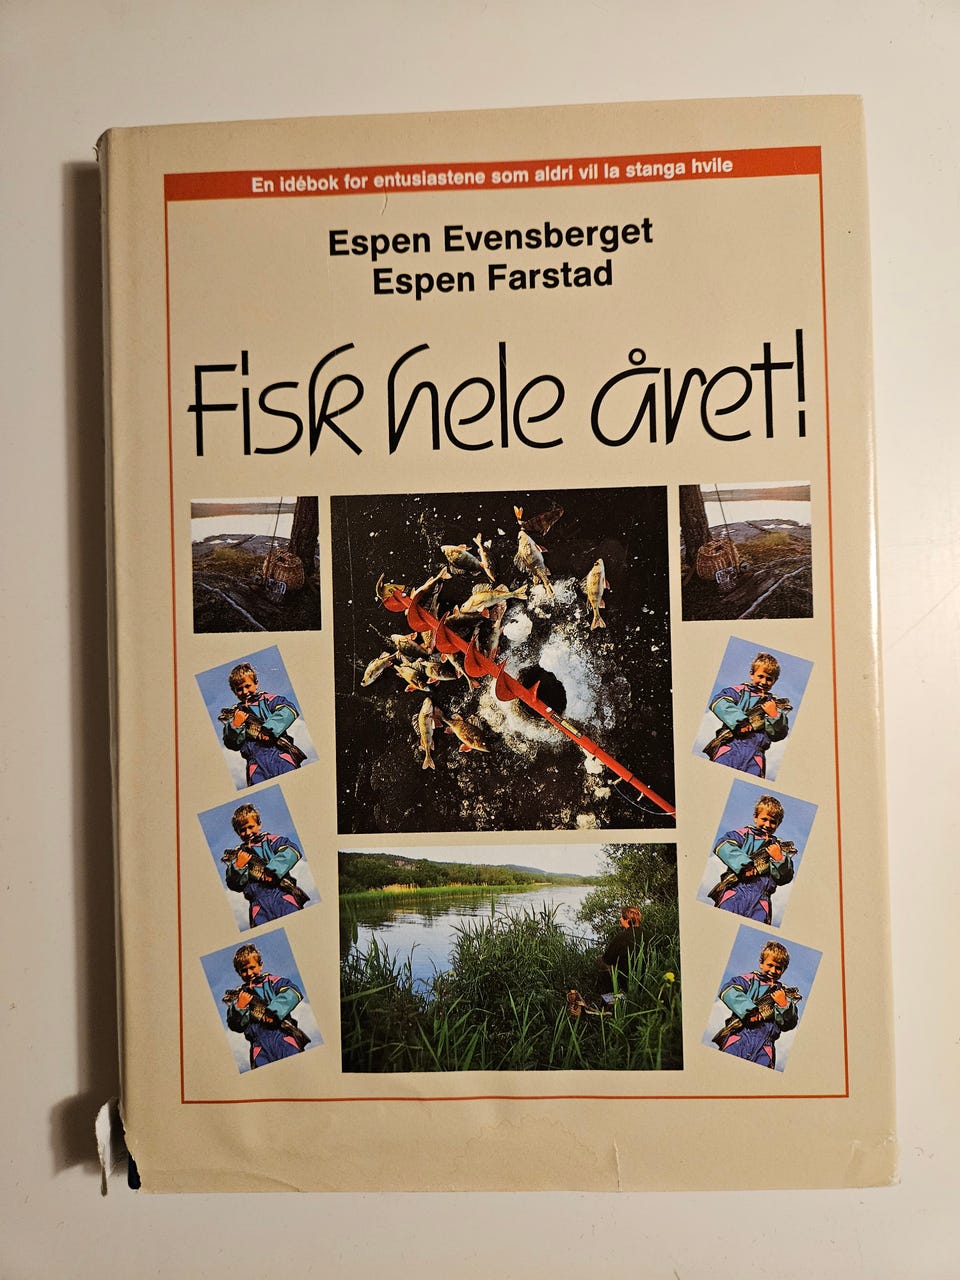 En idébok for entusiastene som aldri vil la stanga hvile
Espen Evensberget
Espen Farstad
Fisk hele året!